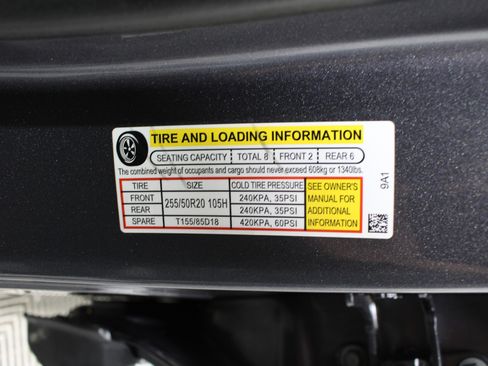 TIRE AND LOADING INFORMATION
SEATING CAPACITY TOTAL 8 FRONT 2 REAR 6
The combined weight of occupants and cargo should never exceed 608kg or 1340lbs.
TIRE SIZE COLD TIRE PRESSURE SEE OWNER'S
FRONT 255/50R20 105H 240KPA, 35PSI MANUAL FOR
REAR 240KPA, 35PSI ADDITIONAL
SPARE T155/85D18 420KPA, 60PSI INFORMATION
9A1